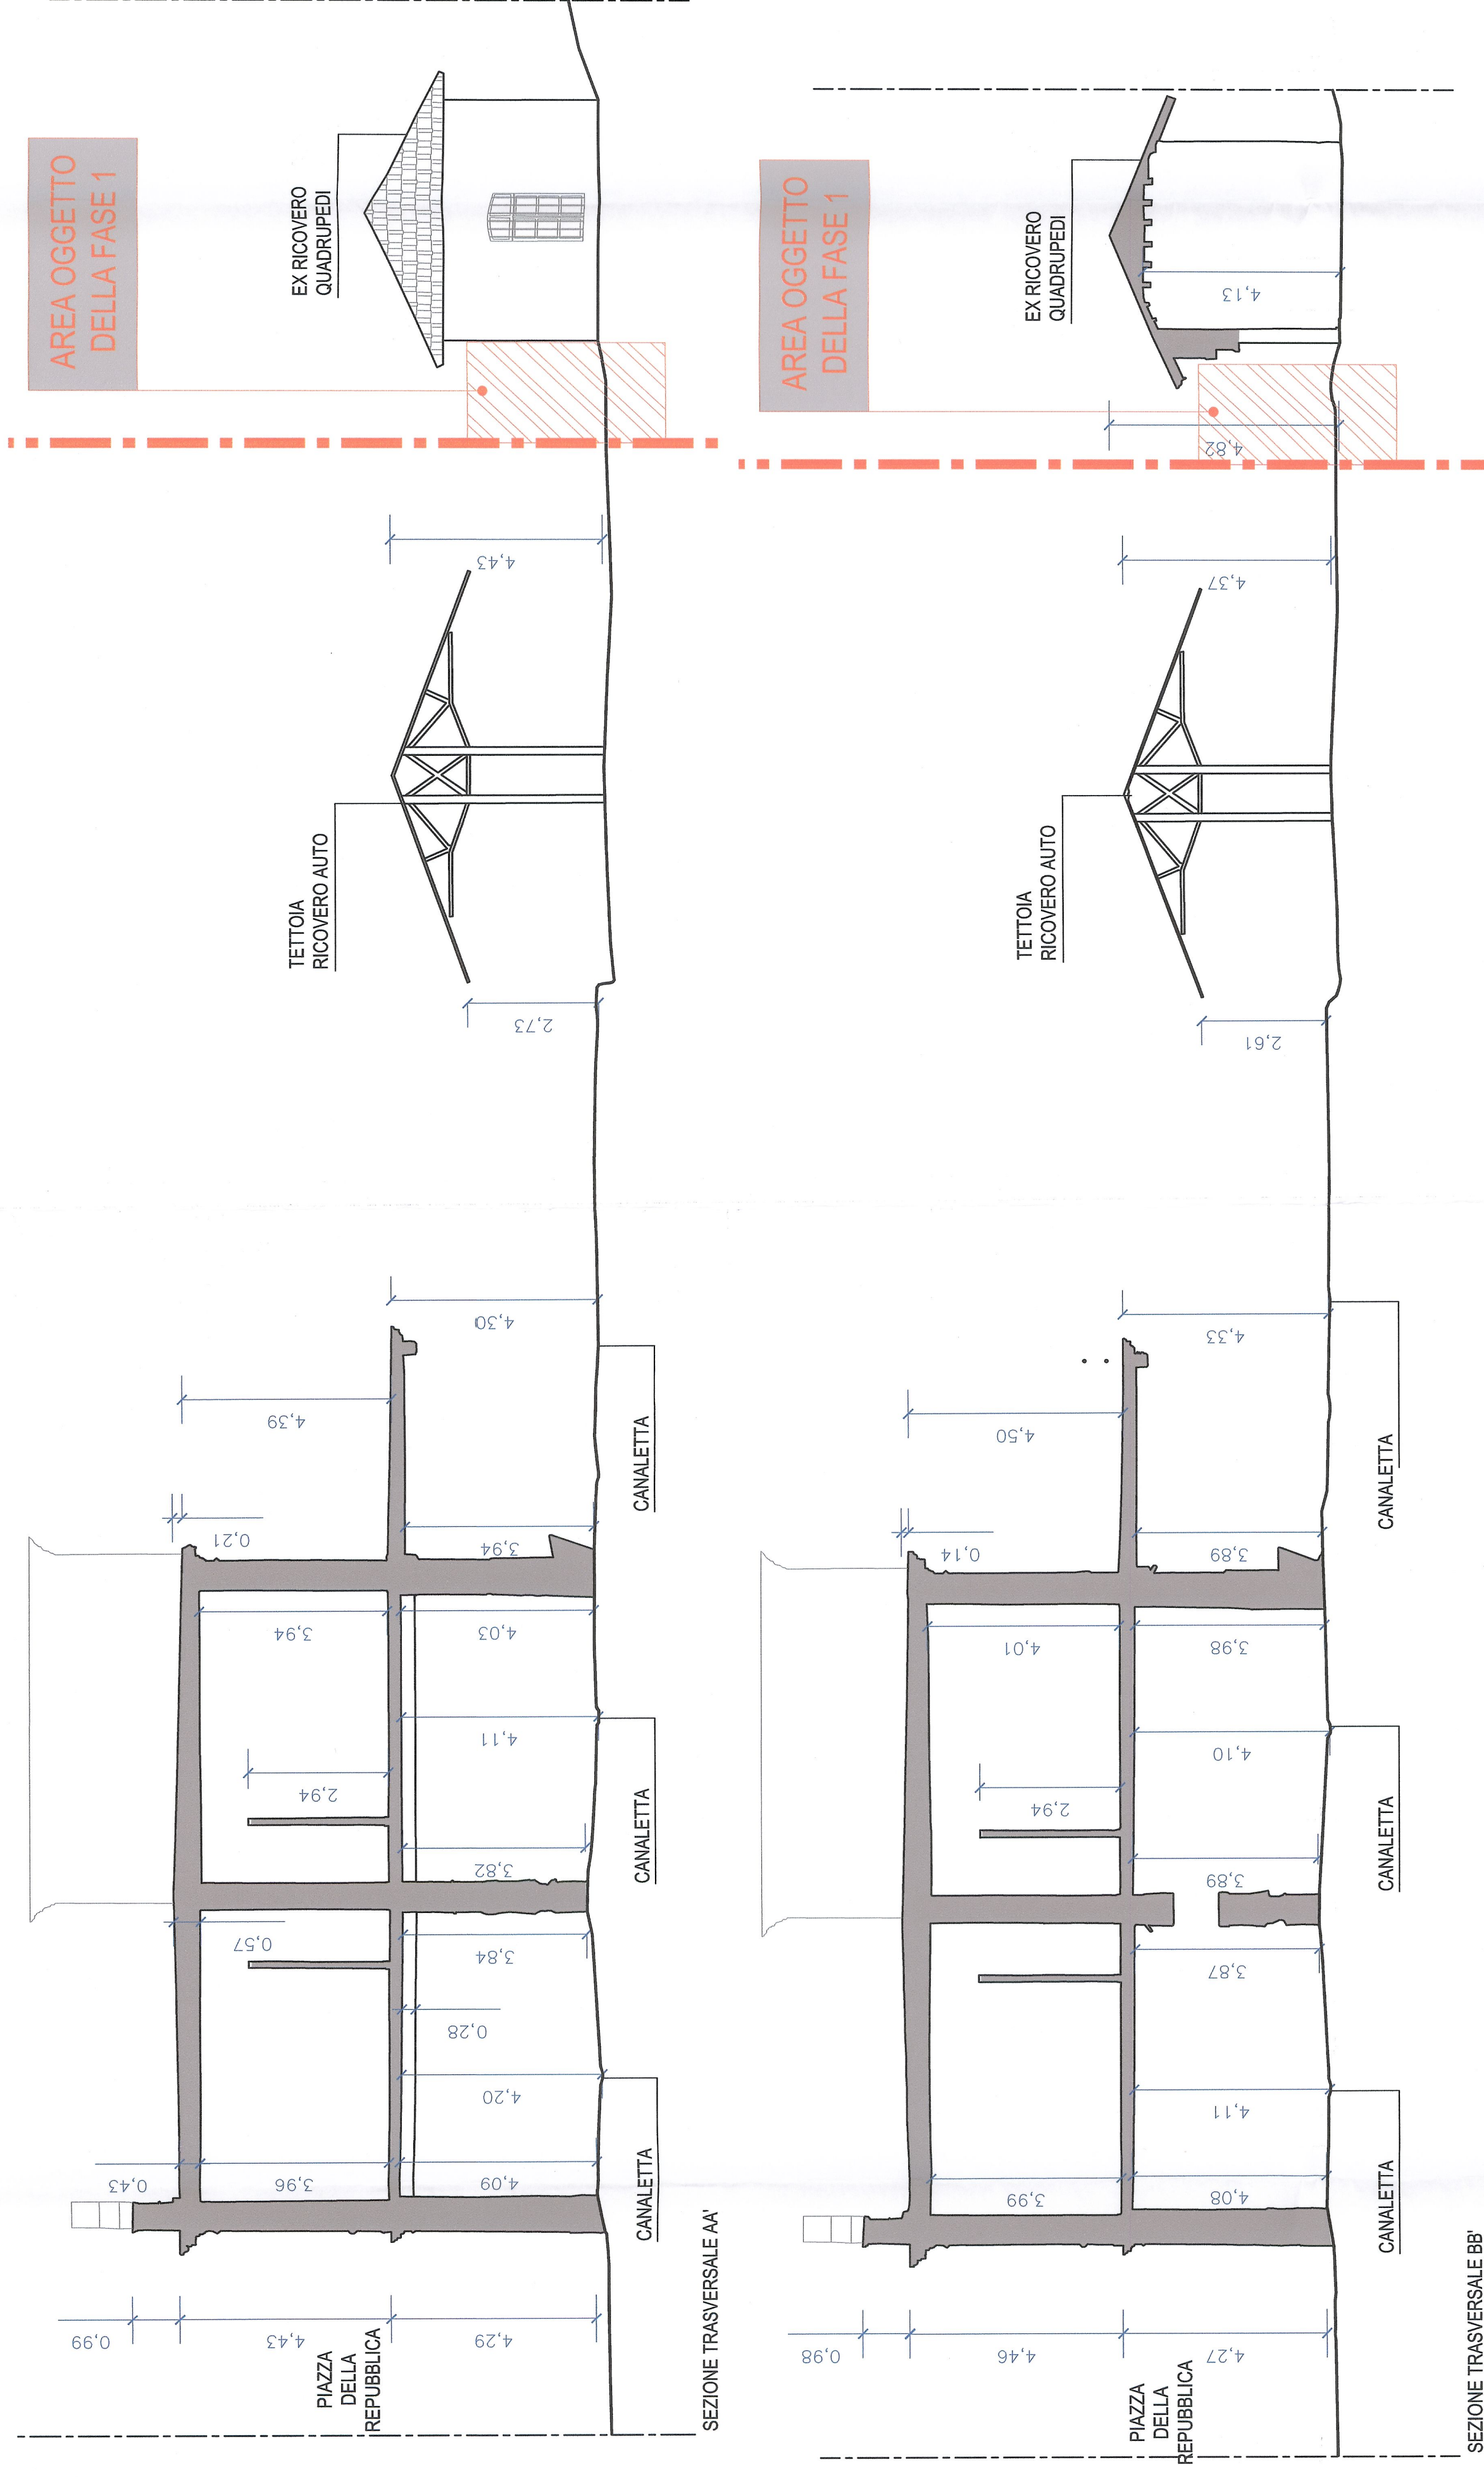 PIAZZA
DELLA
REPUBBLICA
0,99
4,43
4,29
0,43
3,96
4,09
4,20
0,28
0,57
3,84
3,82
2,94
4,11
3,94
4,03
0,21
3,94
4,39
4,30
CANALETTA
CANALETTA
CANALETTA
2,73
TETTOIA
RICOVERO AUTO
4,43
EX RICOVERO
QUADRUPEDI
AREA OGGETTO
DELLA FASE 1
SEZIONE TRASVERSALE AA'
PIAZZA
DELLA
REPUBBLICA
0,98
4,46
4,27
3,99
4,08
4,11
3,87
3,89
2,94
4,10
4,01
3,98
0,14
3,89
4,50
4,33
CANALETTA
CANALETTA
CANALETTA
2,61
TETTOIA
RICOVERO AUTO
4,37
4,82
4,13
EX RICOVERO
QUADRUPEDI
AREA OGGETTO
DELLA FASE 1
SEZIONE TRASVERSALE BB'